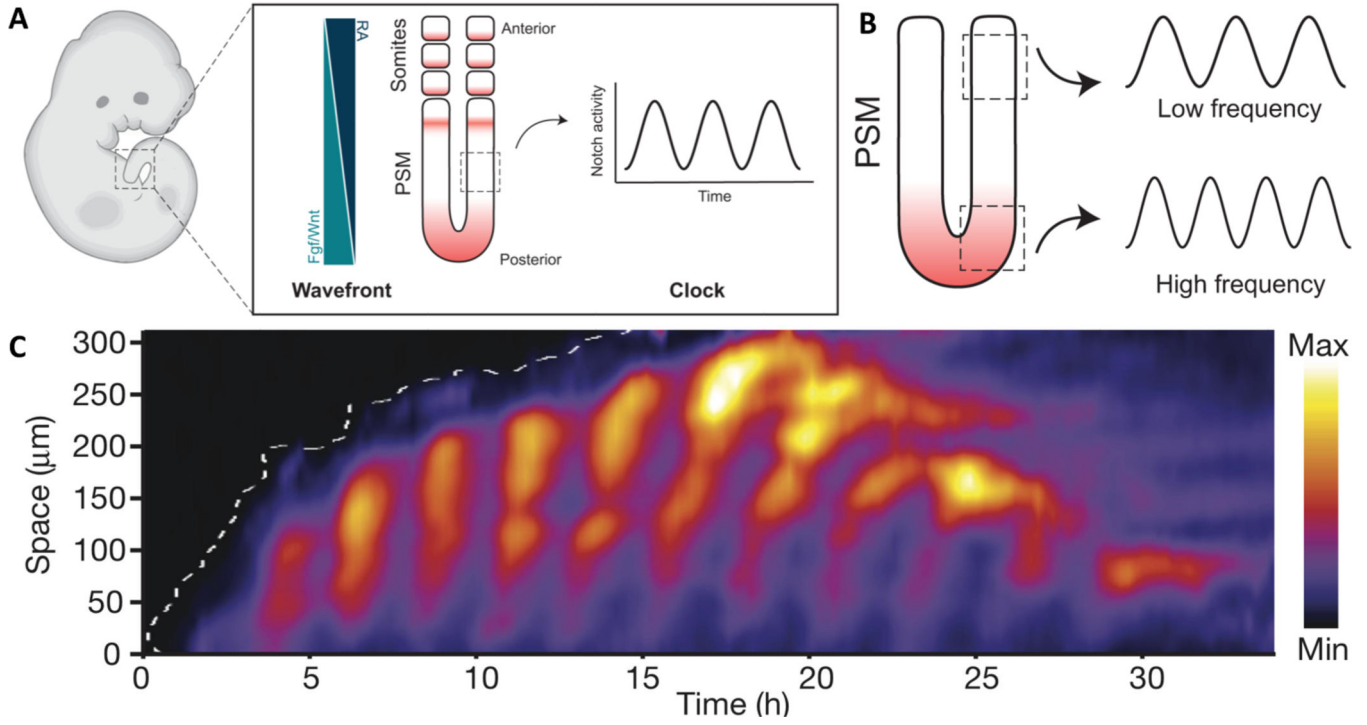 A
RA
Fgf/Wnt
Wavefront
Somites
PSM
Anterior
Posterior
Notch activity
Time
Clock
B
PSM
Low frequency
High frequency
C
Space (μm)
300
250
200
150
100
50
0
0 5 10 15 20 25 30
Time (h)
Max
Min